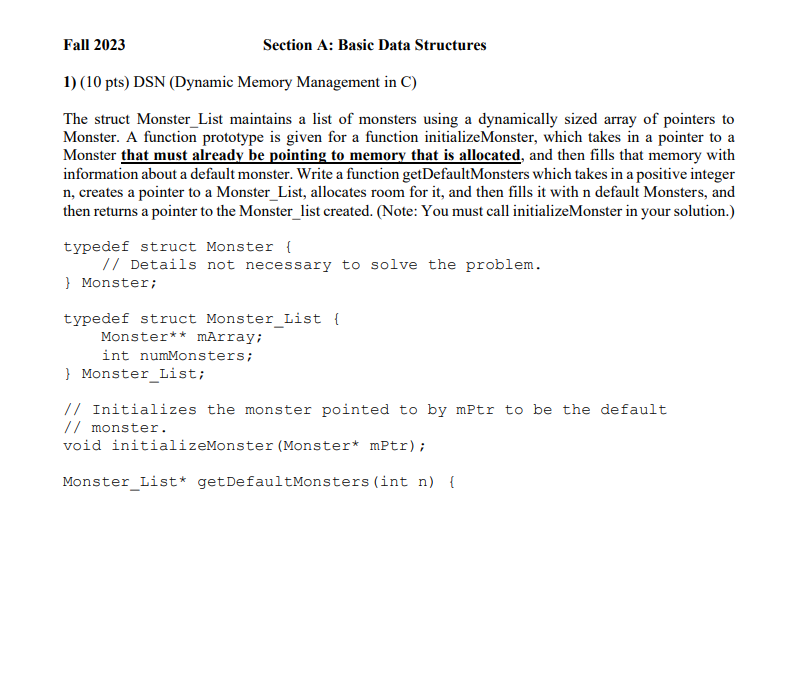 Fall 2023 Section A: Basic Data Structures
1) (10 pts) DSN (Dynamic Memory Management in C)
The struct Monster_List maintains a list of monsters using a dynamically sized array of pointers to
Monster. A function prototype is given for a function initializeMonster, which takes in a pointer to a
Monster that must already be pointing to memory that is allocated, and then fills that memory with
information about a default monster. Write a function getDefaultMonsters which takes in a positive integer
n, creates a pointer to a Monster_List, allocates room for it, and then fills it with n default Monsters, and
then returns a pointer to the Monster_list created. (Note: You must call initializeMonster in your solution.)
typedef struct Monster {
    // Details not necessary to solve the problem.
} Monster;
typedef struct Monster_List {
    Monster** mArray;
    int numMonsters;
} Monster_List;
// Initializes the monster pointed to by mPtr to be the default
// monster.
void initializeMonster(Monster* mPtr);
Monster_List* getDefaultMonsters(int n) {